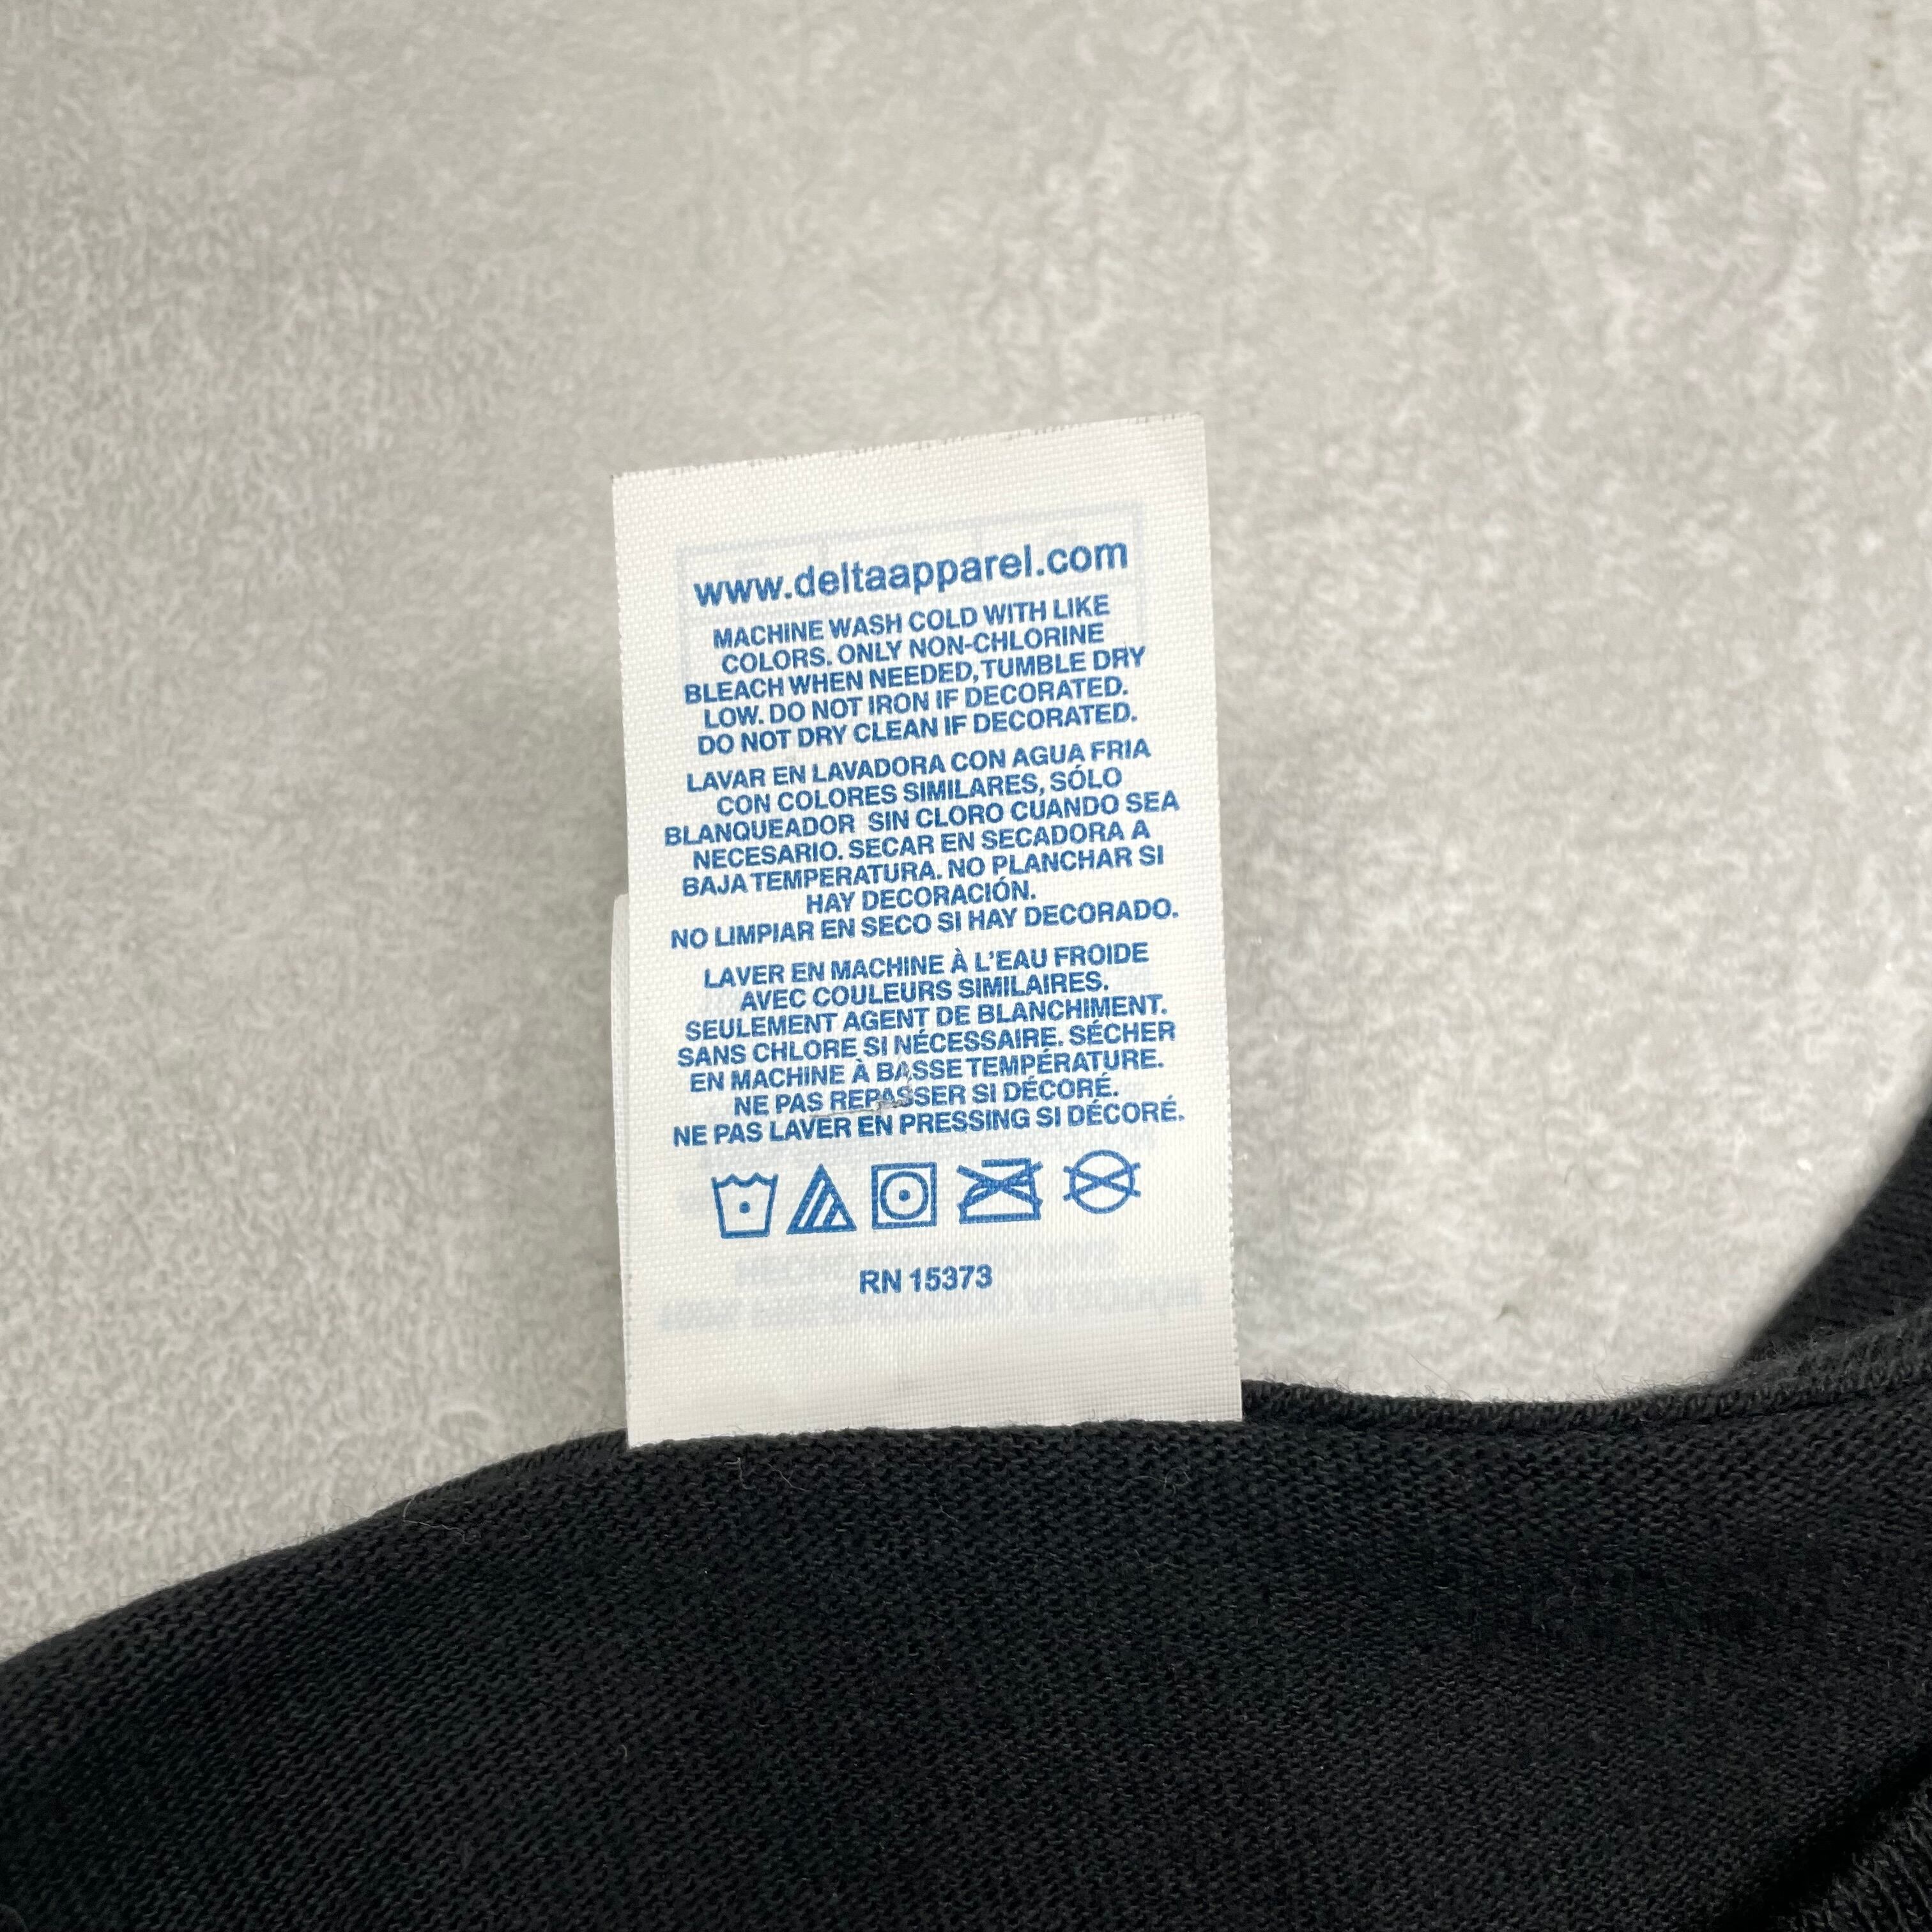 www.deltaapparel.com
MACHINE WASH COLD WITH LIKE
COLORS. ONLY NON-CHLORINE
BLEACH WHEN NEEDED, TUMBLE DRY
LOW. DO NOT IRON IF DECORATED.
DO NOT DRY CLEAN IF DECORATED.
LAVAR EN LAVADORA CON AGUA FRIA
CON COLORES SIMILARES, SÓLO
BLANQUEADOR SIN CLORO CUANDO SEA
NECESARIO. SECAR EN SECADORA A
BAJA TEMPERATURA. NO PLANCHAR SI
HAY DECORACIÓN.
NO LIMPIAR EN SECO SI HAY DECORADO.
LAVER EN MACHINE À L'EAU FROIDE
AVEC COULEURS SIMILAIRES.
SEULEMENT AGENT DE BLANCHIMENT.
SANS CHLORE SI NÉCESSAIRE. SÉCHER
EN MACHINE À BASSE TEMPÉRATURE.
NE PAS REPASSER SI DÉCORÉ.
NE PAS LAVER EN PRESSING SI DÉCORÉ.
RN 15373